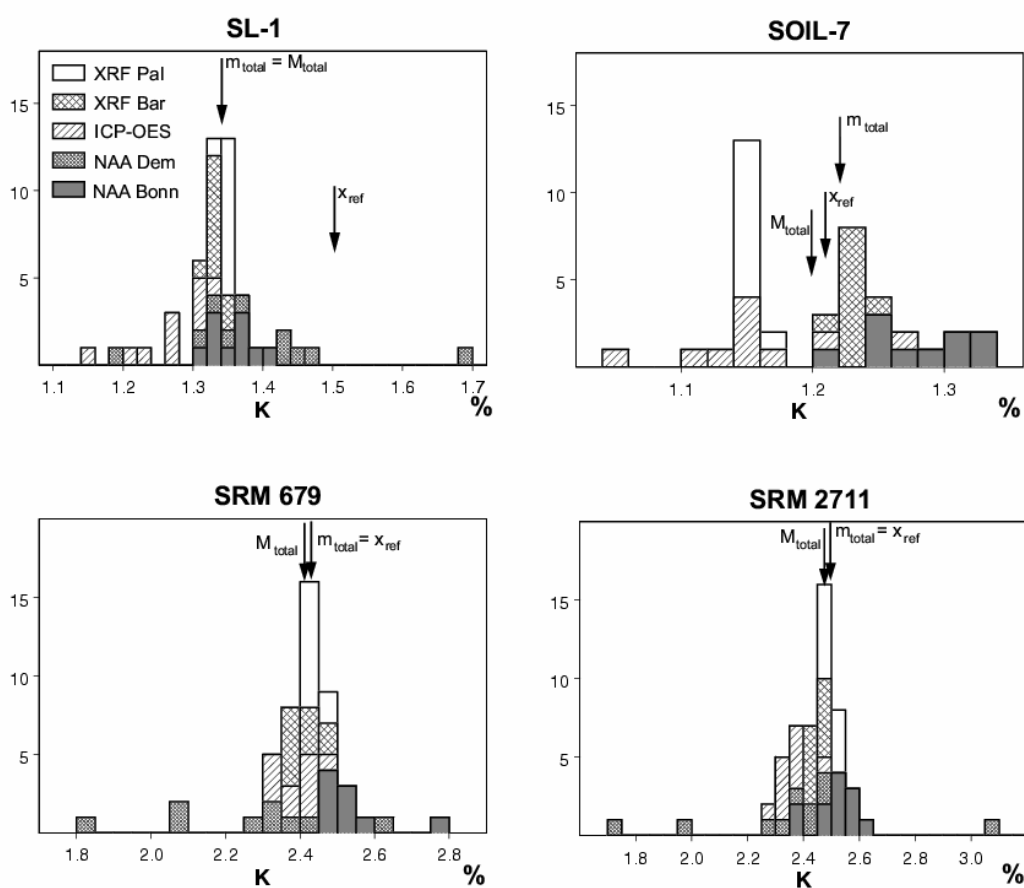 SL-1
XRF Pal
XRF Bar
ICP-OES
NAA Dem
NAA Bonn
m_total = M_total
x_ref
15
10
5
1.1 1.2 1.3 1.4 1.5 1.6 1.7
K %
SOIL-7
m_total
x_ref
M_total
15
10
5
1.1 1.2 1.3
K %
SRM 679
M_total m_total = x_ref
15
10
5
1.8 2.0 2.2 2.4 2.6 2.8
K %
SRM 2711
M_total m_total = x_ref
15
10
5
1.8 2.0 2.2 2.4 2.6 2.8 3.0
K %